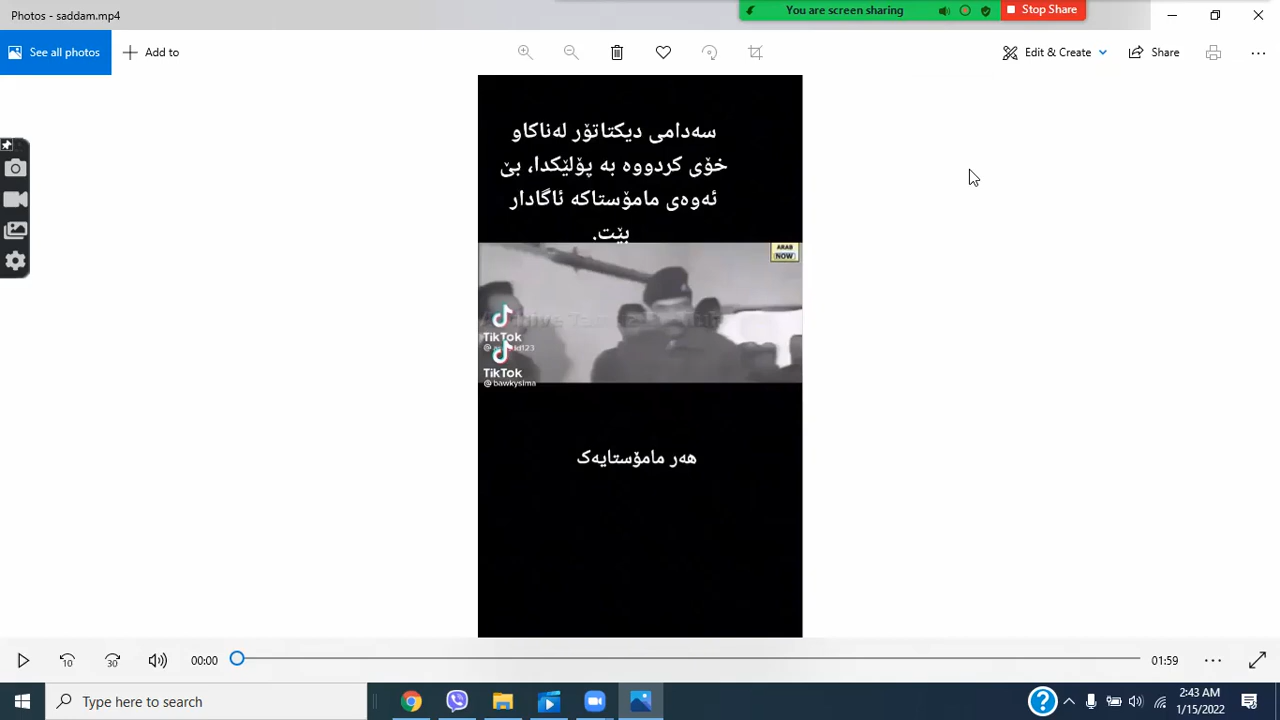 Photos - saddam.mp4
You are screen sharing
Stop Share
See all photos
Add to
Edit & Create
Share
سەدامی دیکتاتۆر لەناکاو
خۆی کردووە بە پۆلێکدا، بێ
ئەوەی مامۆستاکە ئاگادار
بێت.
ARAB
NOW
TikTok
TikTok
@bawkysima
هەر مامۆستایەک
10
30
00:00
01:59
Type here to search
2:43 AM
1/15/2022